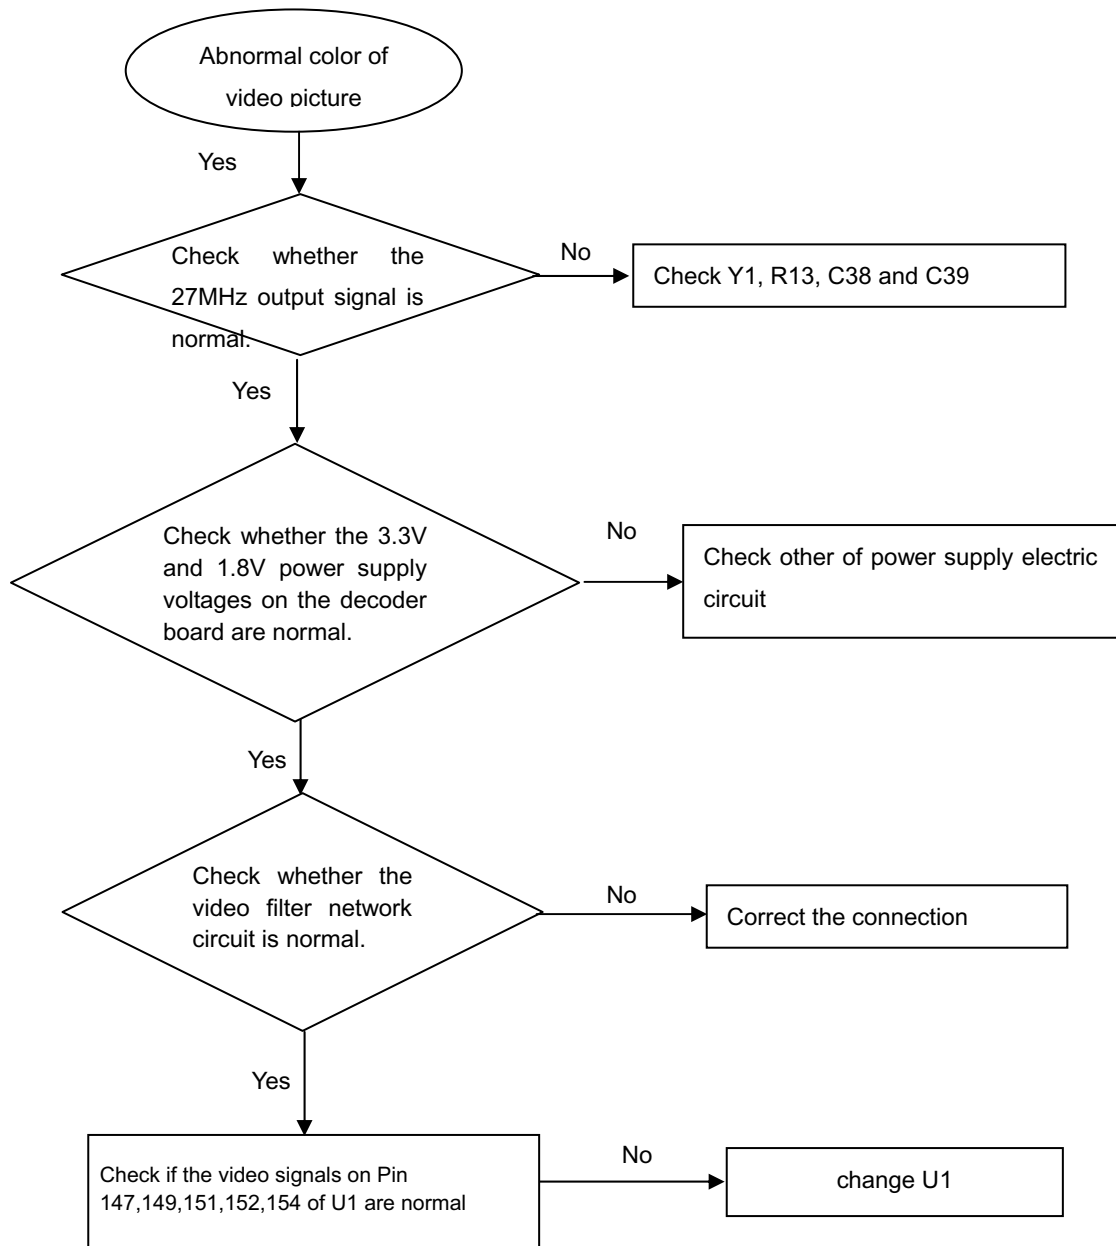 Abnormal color of
video picture
Yes
Check whether the
27MHz output signal is
normal.
No
Check Y1, R13, C38 and C39
Yes
Check whether the 3.3V
and 1.8V power supply
voltages on the decoder
board are normal.
No
Check other of power supply electric
circuit
Yes
Check whether the
video filter network
circuit is normal.
No
Correct the connection
Yes
Check if the video signals on Pin
147,149,151,152,154 of U1 are normal
No
change U1